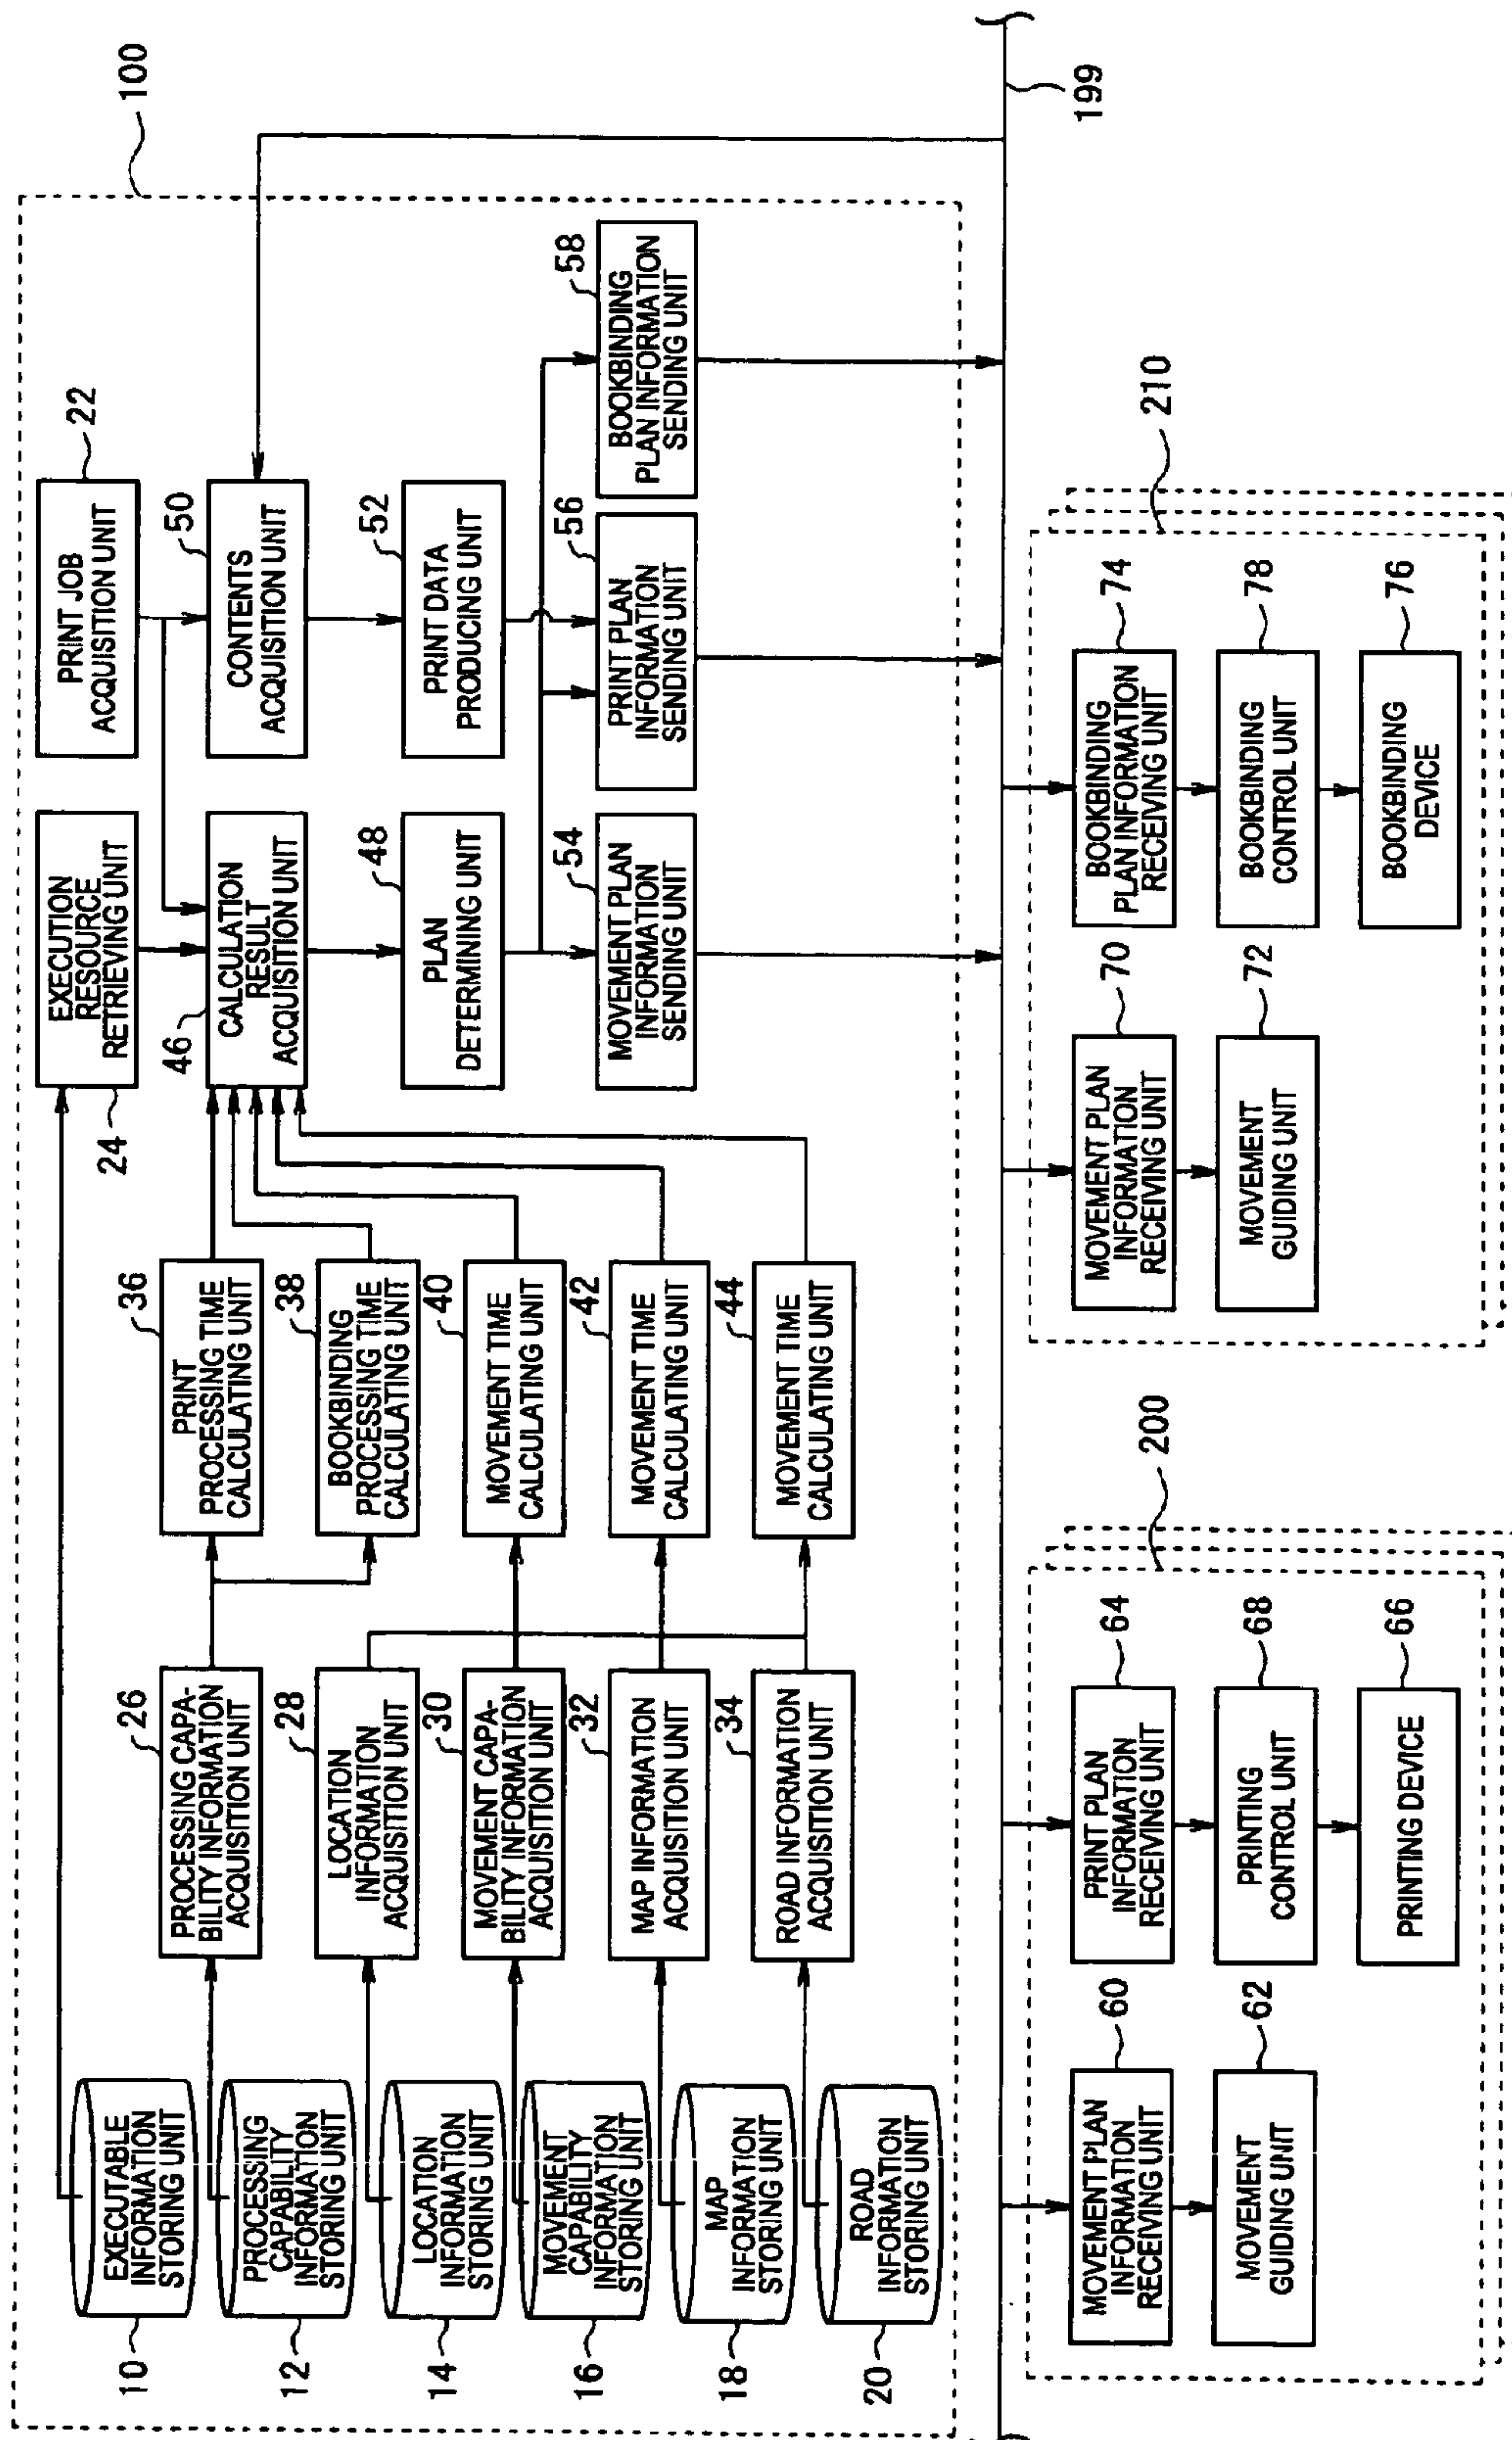 100
EXECUTABLE
INFORMATION
STORING UNIT
10
PROCESSING
CAPABILITY
INFORMATION
STORING UNIT
12
LOCATION
INFORMATION
STORING UNIT
14
MOVEMENT
CAPABILITY
INFORMATION
STORING UNIT
16
MAP
INFORMATION
STORING UNIT
18
ROAD
INFORMATION
STORING UNIT
20
26
PROCESSING CAPA-
BILITY INFORMATION
ACQUISITION UNIT
28
LOCATION
INFORMATION
ACQUISITION UNIT
30
MOVEMENT CAPA-
BILITY INFORMATION
ACQUISITION UNIT
32
MAP INFORMATION
ACQUISITION UNIT
34
ROAD INFORMATION
ACQUISITION UNIT
36
PRINT
PROCESSING TIME
CALCULATING UNIT
38
BOOKBINDING
PROCESSING TIME
CALCULATING UNIT
40
MOVEMENT TIME
CALCULATING UNIT
42
MOVEMENT TIME
CALCULATING UNIT
44
MOVEMENT TIME
CALCULATING UNIT
EXECUTION
RESOURCE
RETRIEVING UNIT
24
46
CALCULATION
RESULT
ACQUISITION UNIT
48
PLAN
DETERMINING UNIT
54
MOVEMENT PLAN
INFORMATION
SENDING UNIT
PRINT JOB
ACQUISITION UNIT
22
50
CONTENTS
ACQUISITION UNIT
52
PRINT DATA
PRODUCING UNIT
56
PRINT PLAN
INFORMATION
SENDING UNIT
58
BOOKBINDING
PLAN INFORMATION
SENDING UNIT
199
200
60
MOVEMENT PLAN
INFORMATION
RECEIVING UNIT
62
MOVEMENT
GUIDING UNIT
64
PRINT PLAN
INFORMATION
RECEIVING UNIT
68
PRINTING
CONTROL UNIT
66
PRINTING DEVICE
210
70
MOVEMENT PLAN
INFORMATION
RECEIVING UNIT
72
MOVEMENT
GUIDING UNIT
74
BOOKBINDING
PLAN INFORMATION
RECEIVING UNIT
78
BOOKBINDING
CONTROL UNIT
76
BOOKBINDING
DEVICE